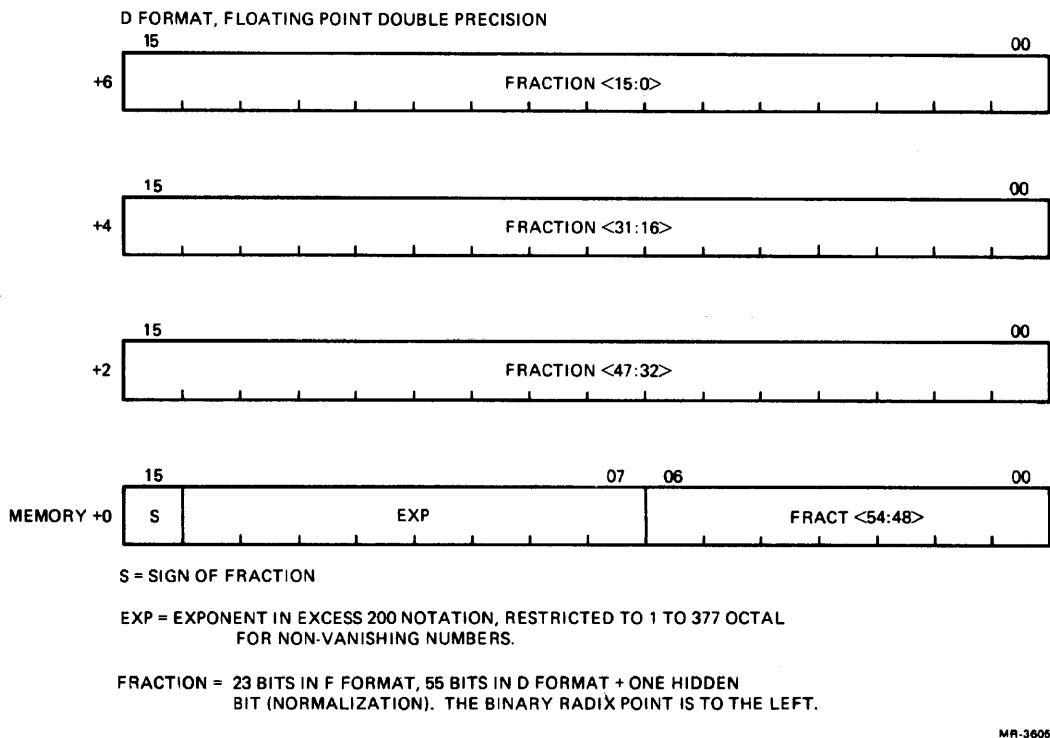 D FORMAT, FLOATING POINT DOUBLE PRECISION
15 00
+6 FRACTION <15:0>
15 00
+4 FRACTION <31:16>
15 00
+2 FRACTION <47:32>
15 07 06 00
MEMORY +0 S EXP FRACT <54:48>
S = SIGN OF FRACTION
EXP = EXPONENT IN EXCESS 200 NOTATION, RESTRICTED TO 1 TO 377 OCTAL
FOR NON-VANISHING NUMBERS.
FRACTION = 23 BITS IN F FORMAT, 55 BITS IN D FORMAT + ONE HIDDEN
BIT (NORMALIZATION). THE BINARY RADIX POINT IS TO THE LEFT.
MR-3605